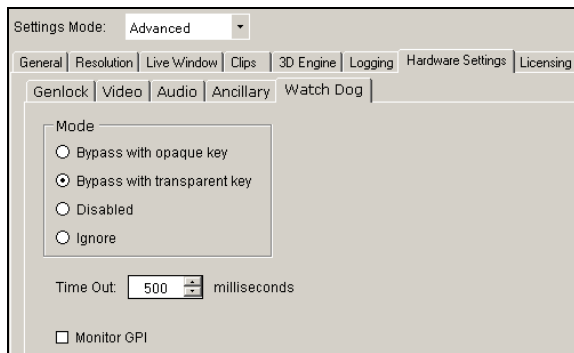 Settings Mode: Advanced
General Resolution Live Window Clips 3D Engine Logging Hardware Settings Licensing
Genlock Video Audio Ancillary Watch Dog
Mode
Bypass with opaque key
Bypass with transparent key
Disabled
Ignore
Time Out: 500 milliseconds
Monitor GPI